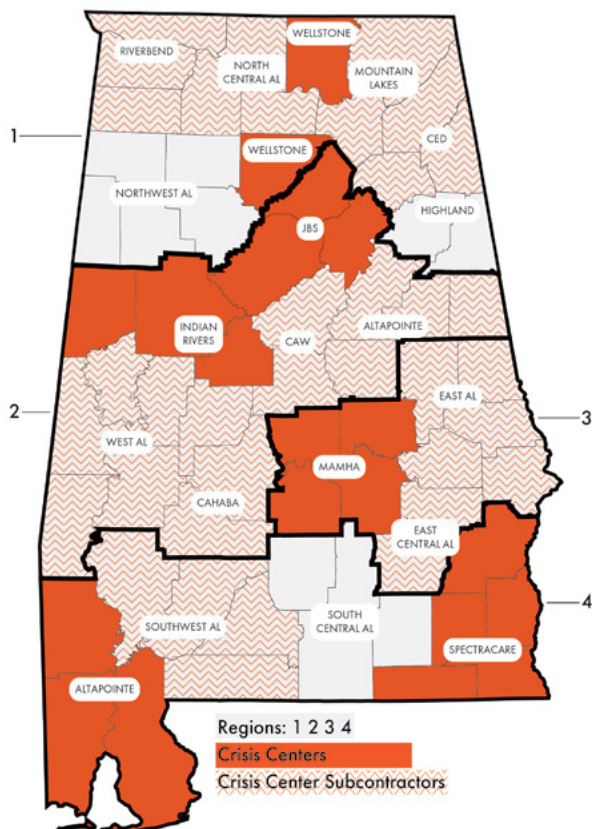 WELLSTONE
RIVERBEND
NORTH
CENTRAL AL
MOUNTAIN
LAKES
1
CED
WELLSTONE
NORTHWEST AL
HIGHLAND
JBS
INDIAN
RIVERS
CAW
ALTAPOINTE
2
EAST AL
3
WEST AL
MAMHA
CAHABA
EAST
CENTRAL AL
4
SOUTHWEST AL
SOUTH
CENTRAL AL
SPECTRACARE
ALTAPOINTE
Regions: 1 2 3 4
Crisis Centers
Crisis Center Subcontractors